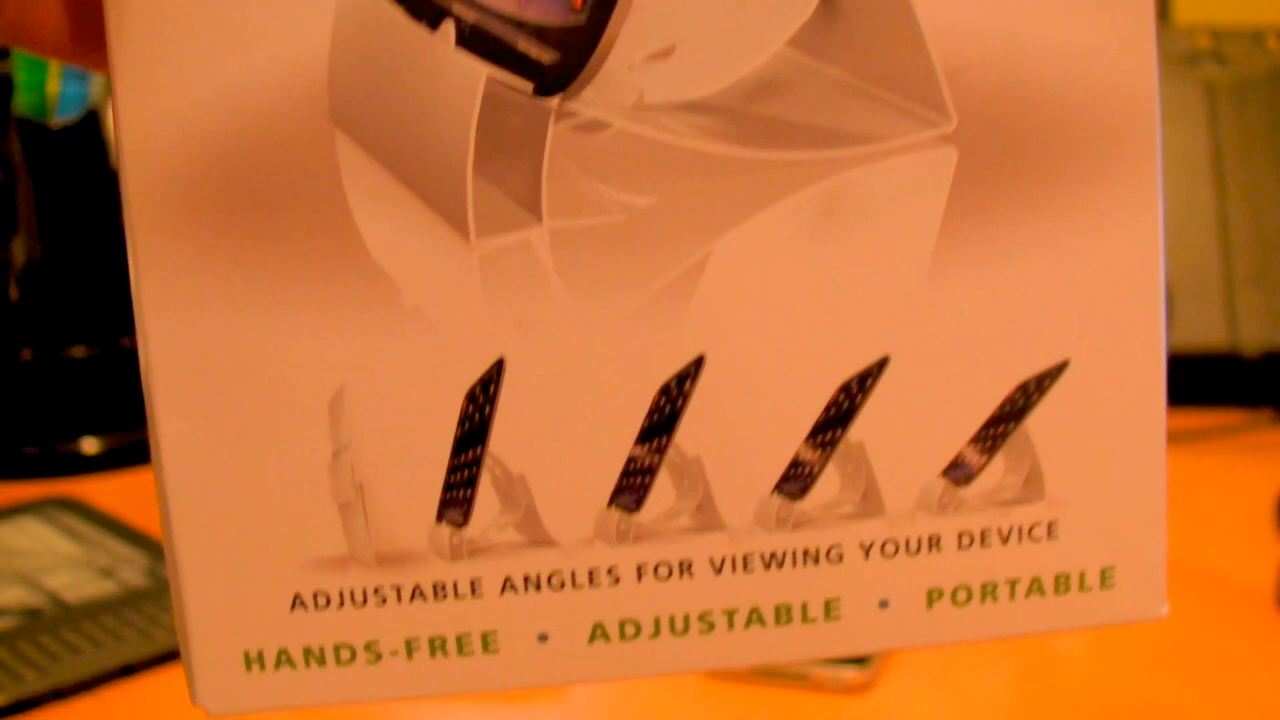 ADJUSTABLE ANGLES FOR VIEWING YOUR DEVICE
HANDS-FREE • ADJUSTABLE • PORTABLE